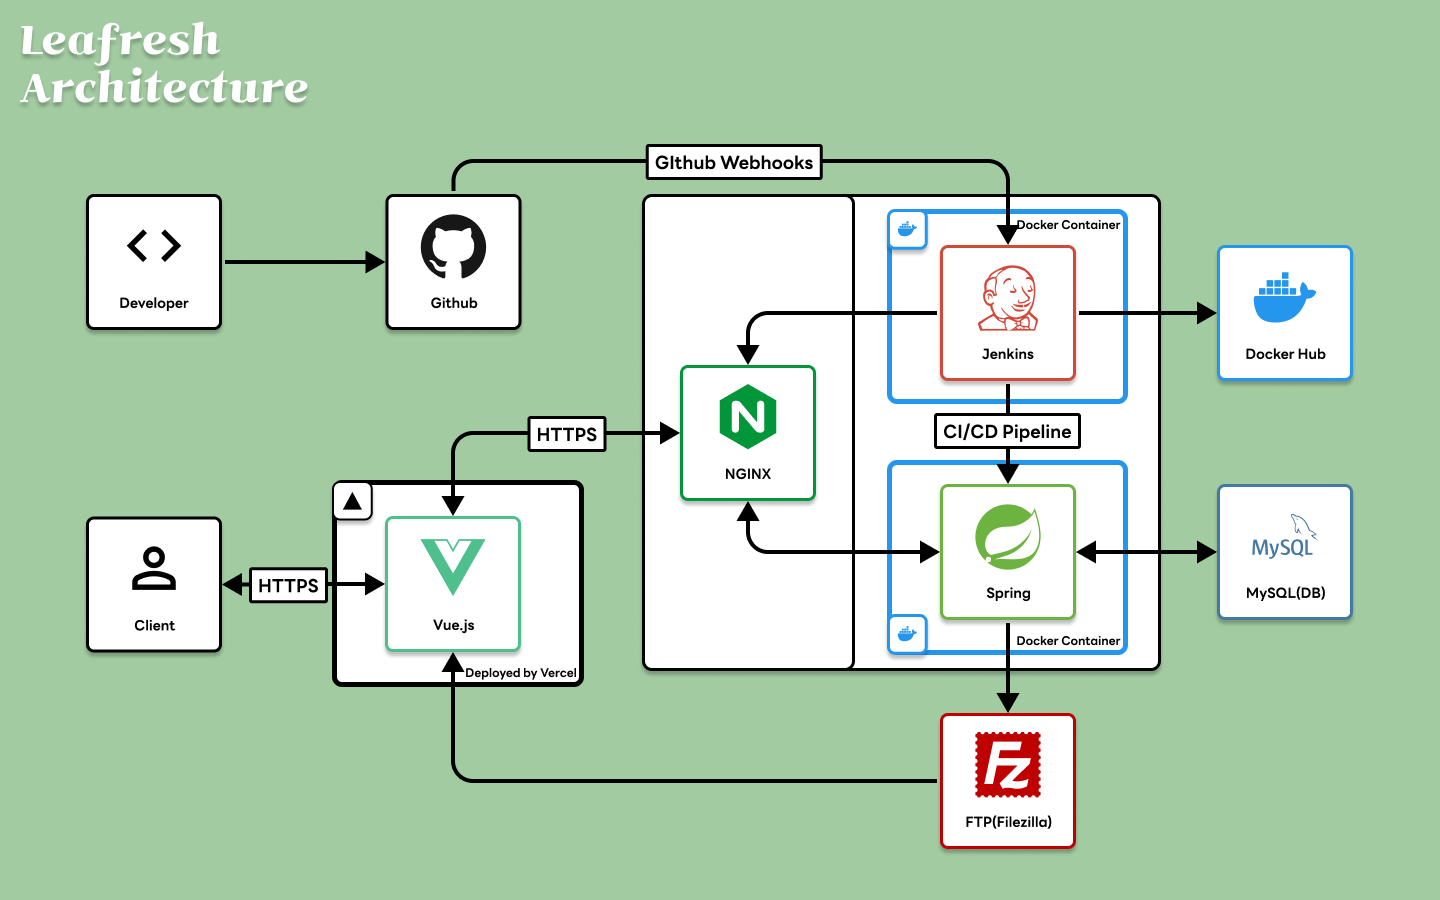 Leafresh
Architecture
GIthub Webhooks
Developer
Github
Docker Container
Jenkins
Docker Hub
HTTPS
N
NGINX
CI/CD Pipeline
Client
HTTPS
Vue.js
Deployed by Vercel
Spring
Docker Container
MySQL
MySQL(DB)
Fz
FTP(Filezilla)